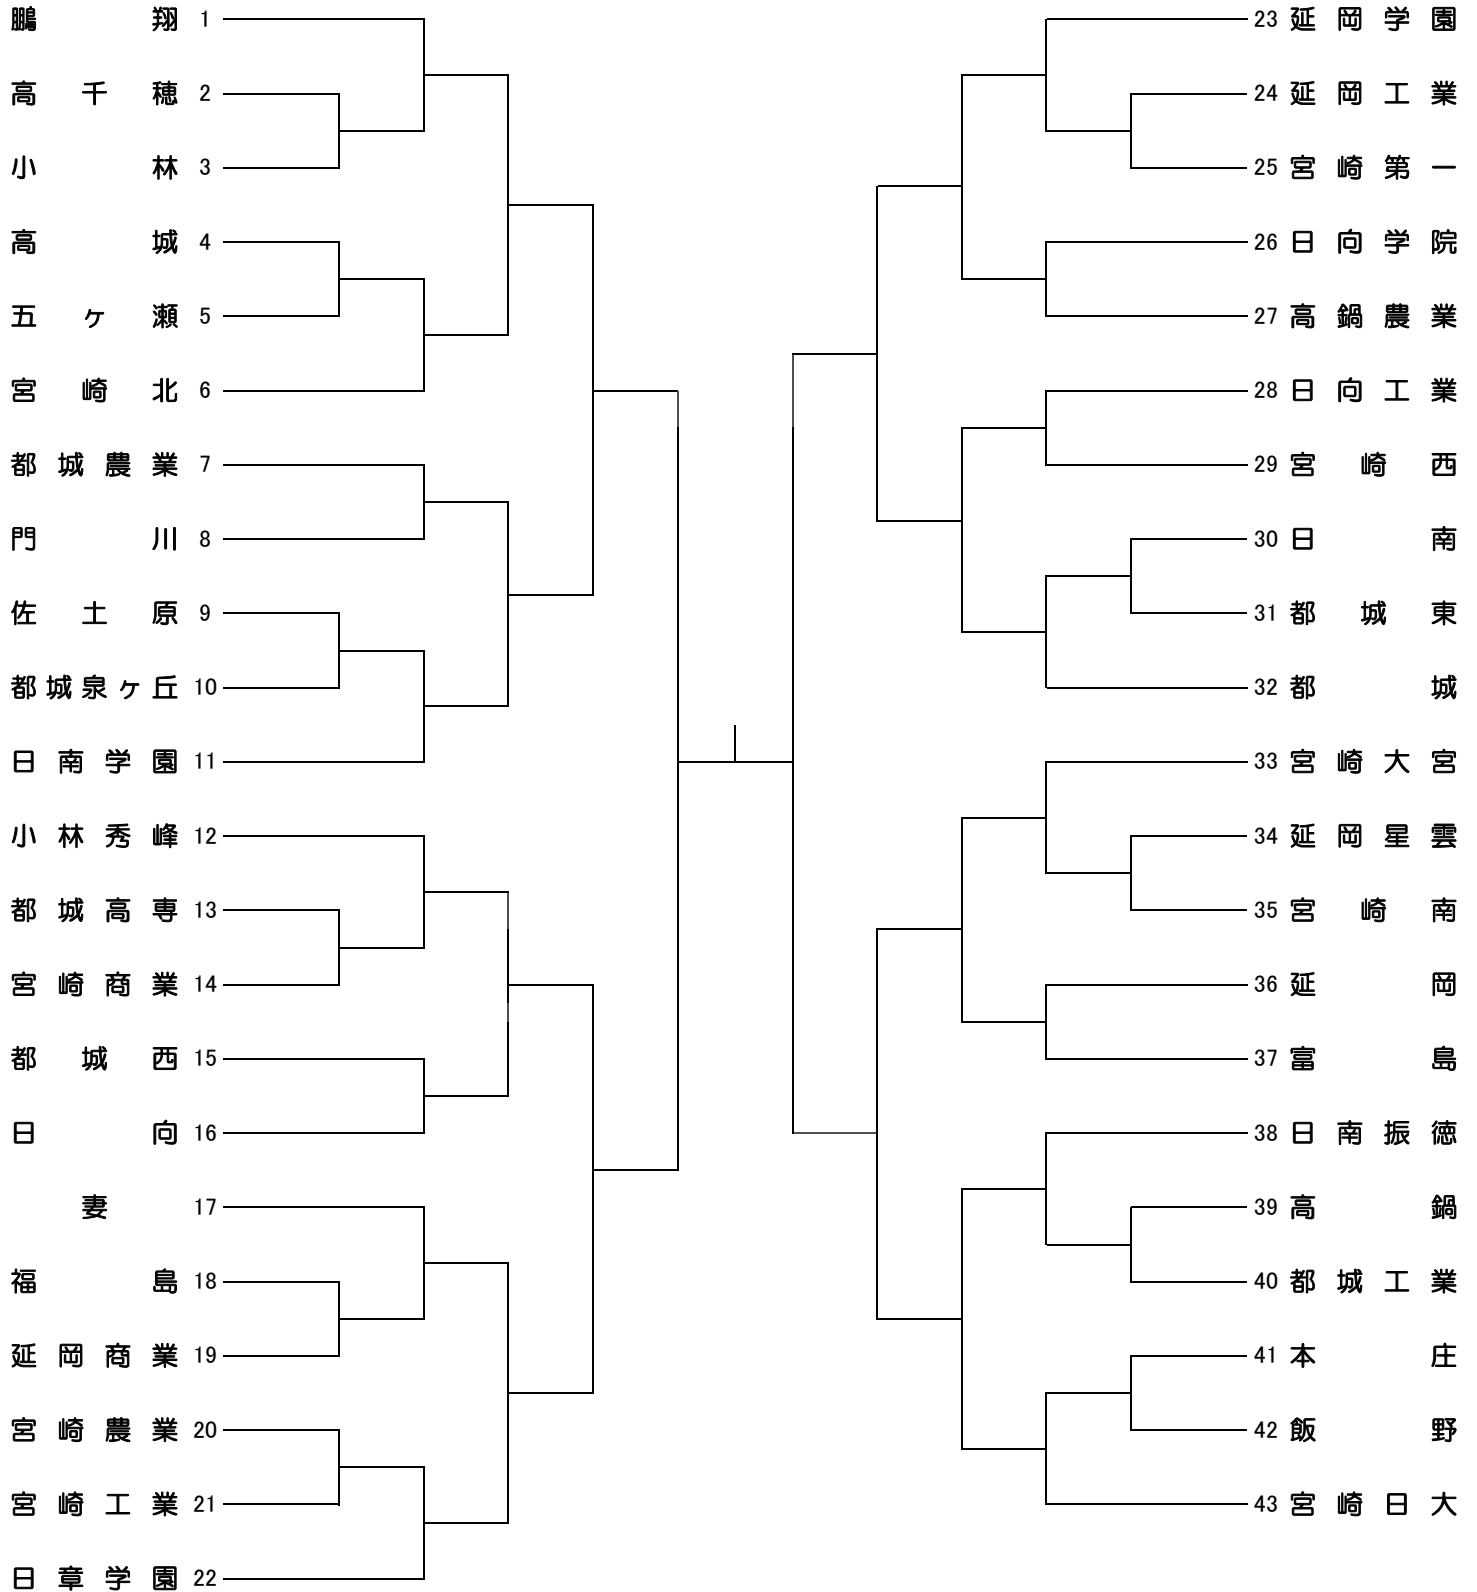 鵬翔 1
高千穂 2
小林 3
高城 4
五ヶ瀬 5
宮崎北 6
都城農業 7
門川 8
佐土原 9
都城泉ヶ丘 10
日南学園 11
小林秀峰 12
都城高専 13
宮崎商業 14
都城西 15
日向 16
妻 17
福島 18
延岡商業 19
宮崎農業 20
宮崎工業 21
日章学園 22
23 延岡学園
24 延岡工業
25 宮崎第一
26 日向学院
27 高鍋農業
28 日向工業
29 宮崎西
30 日南
31 都城東
32 都城
33 宮崎大宮
34 延岡星雲
35 宮崎南
36 延岡
37 富島
38 日南振徳
39 高鍋
40 都城工業
41 本庄
42 飯野
43 宮崎日大